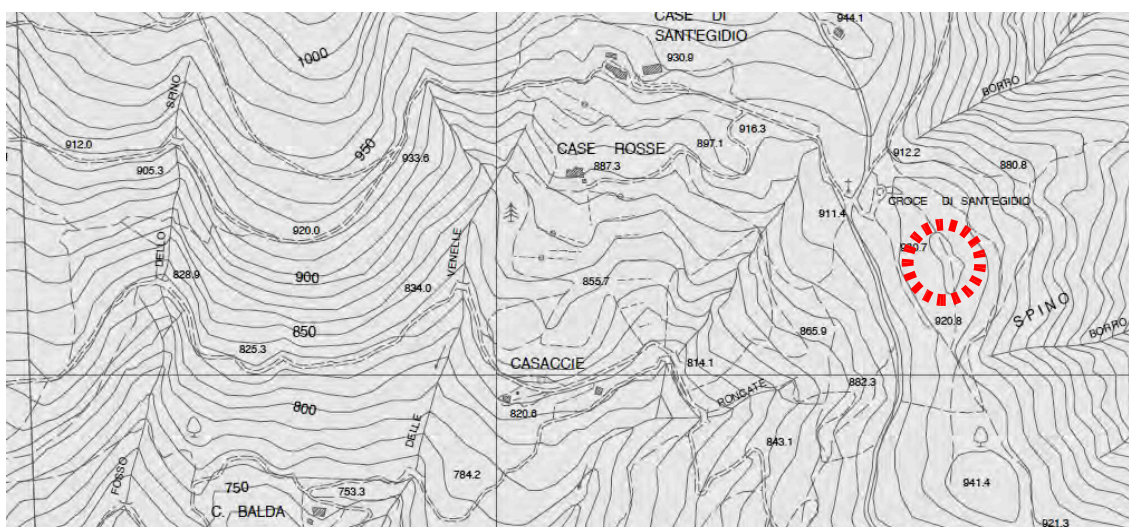 CASE DI
SANT'EGIDIO
944.1
930.9
1000
SPINO
BORRO
912.0
950
933.6
916.3
897.1
CASE ROSSE
887.3
912.2
880.8
905.3
CROCE DI SANT'EGIDIO
911.4
920.0
DELLO
VENELLE
828.9
900
834.0
855.7
SPINO
920.8
BORRO
850
825.3
865.9
CASACCIE
814.1
882.3
RONGATE
800
820.6
DELLE
843.1
FOSSO
784.2
750
753.3
941.4
C. BALDA
921.3